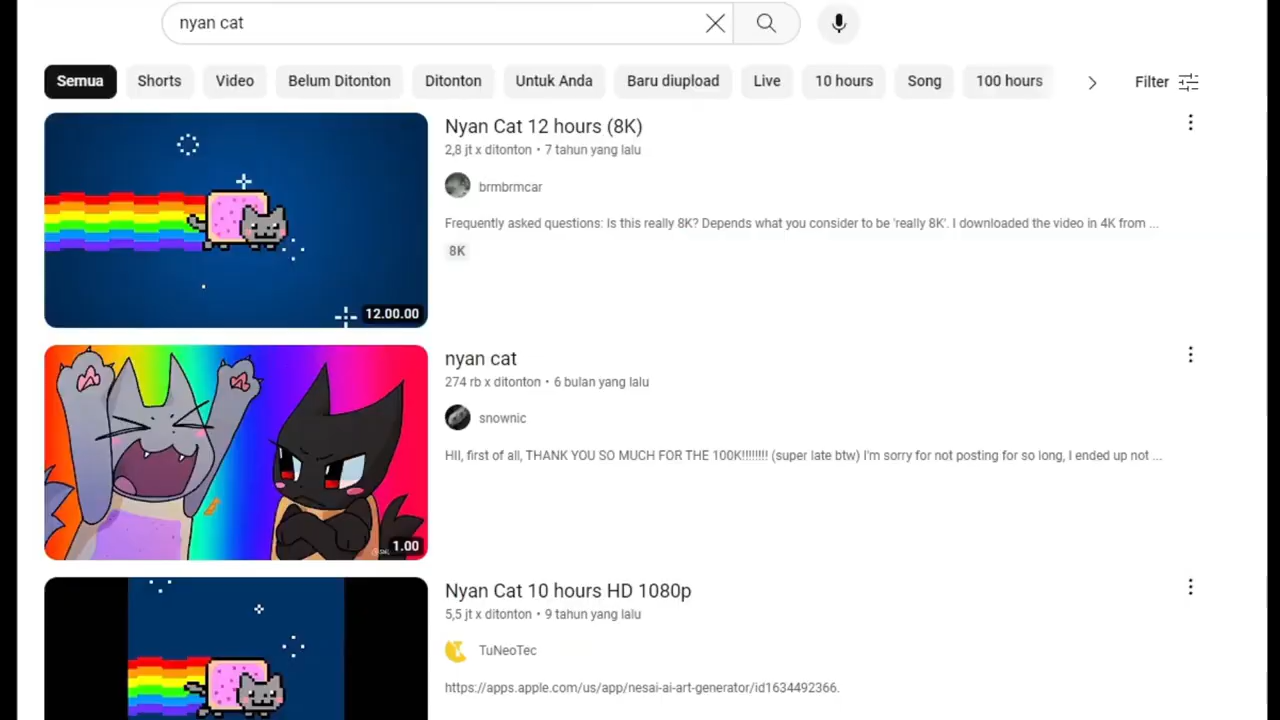 nyan cat
Semua Shorts Video Belum Ditonton Ditonton Untuk Anda Baru diupload Live 10 hours Song 100 hours Filter
12.00.00
Nyan Cat 12 hours (8K)
2,8 jt x ditonton • 7 tahun yang lalu
brmbrmcar
Frequently asked questions: Is this really 8K? Depends what you consider to be 'really 8K'. I downloaded the video in 4K from ...
8K
1.00
nyan cat
274 rb x ditonton • 6 bulan yang lalu
snownic
HII, first of all, THANK YOU SO MUCH FOR THE 100K!!!!!!!! (super late btw) I'm sorry for not posting for so long, I ended up not ...
Nyan Cat 10 hours HD 1080p
5,5 jt x ditonton • 9 tahun yang lalu
TuNeoTec
https://apps.apple.com/us/app/nesai-ai-art-generator/id1634492366.